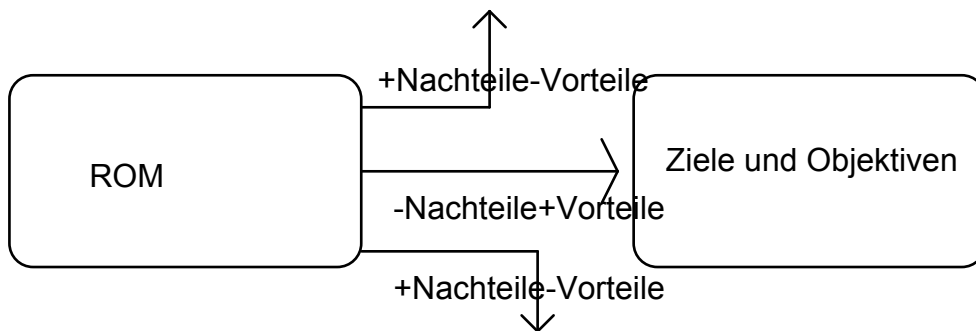 +Nachteile-Vorteile
ROM
Ziele und Objektiven
-Nachteile+Vorteile
+Nachteile-Vorteile